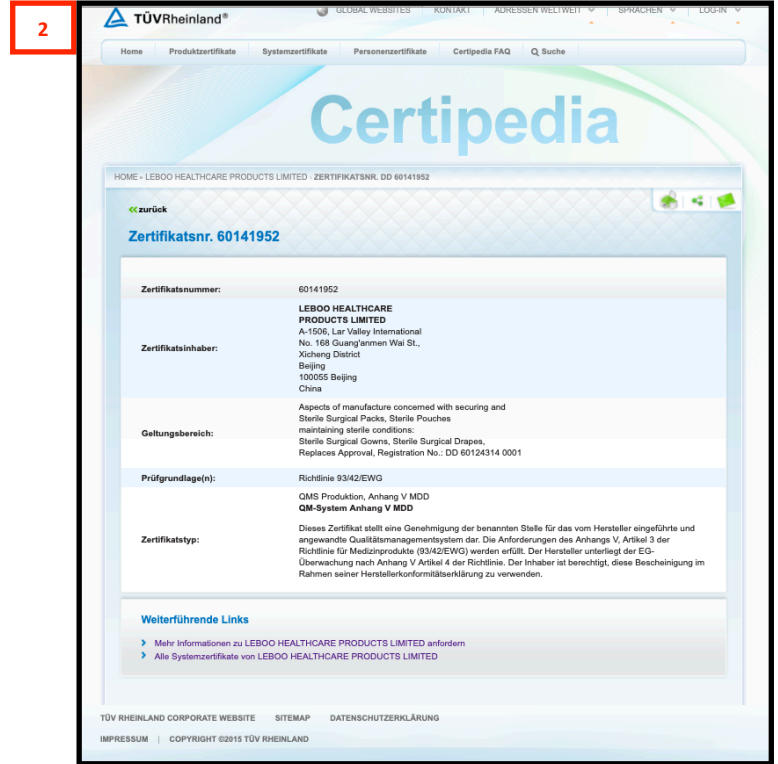 2
TÜVRheinland®
GLOBAL WEBSITES KONTAKT ADRESSEN WELTWEIT SPRACHEN LOG-IN
Home Produktzertifikate Systemzertifikate Personenzertifikate Certipedia FAQ Suche
Certipedia
HOME › LEBOO HEALTHCARE PRODUCTS LIMITED › ZERTIFIKATSNR. DD 60141952
«zurück
Zertifikatsnr. 60141952
Zertifikatsnummer: 60141952
Zertifikatsinhaber:
LEBOO HEALTHCARE
PRODUCTS LIMITED
A-1506, Lar Valley International
No. 168 Guang'anmen Wai St.,
Xicheng District
Beijing
100055 Beijing
China
Geltungsbereich:
Aspects of manufacture concerned with securing and
Sterile Surgical Packs, Sterile Pouches
maintaining sterile conditions:
Sterile Surgical Gowns, Sterile Surgical Drapes,
Replaces Approval, Registration No.: DD 60124314 0001
Prüfgrundlage(n): Richtlinie 93/42/EWG
Zertifikatstyp:
QMS Produktion, Anhang V MDD
QM-System Anhang V MDD
Dieses Zertifikat stellt eine Genehmigung der benannten Stelle für das vom Hersteller eingeführte und
angewandte Qualitätsmanagementsystem dar. Die Anforderungen des Anhangs V, Artikel 3 der
Richtlinie für Medizinprodukte (93/42/EWG) werden erfüllt. Der Hersteller unterliegt der EG-
Überwachung nach Anhang V Artikel 4 der Richtlinie. Der Inhaber ist berechtigt, diese Bescheinigung im
Rahmen seiner Herstellerkonformitätserklärung zu verwenden.
Weiterführende Links
Mehr Informationen zu LEBOO HEALTHCARE PRODUCTS LIMITED anfordern
Alle Systemzertifikate von LEBOO HEALTHCARE PRODUCTS LIMITED
TÜV RHEINLAND CORPORATE WEBSITE SITEMAP DATENSCHUTZERKLÄRUNG
IMPRESSUM | COPYRIGHT ©2015 TÜV RHEINLAND